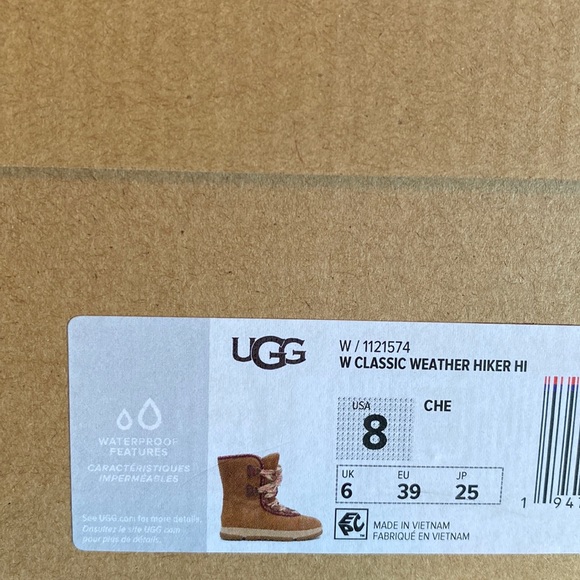 UGG
W / 1121574
W CLASSIC WEATHER HIKER HI
USA
8
CHE
UK EU JP
6 39 25
WATERPROOF
FEATURES
CARACTÉRISTIQUES
IMPERMÉABLES
See UGG.com for more details.
Consultez le site UGG.com
pour plus de détails.
MADE IN VIETNAM
FABRIQUÉ EN VIETNAM
1 94